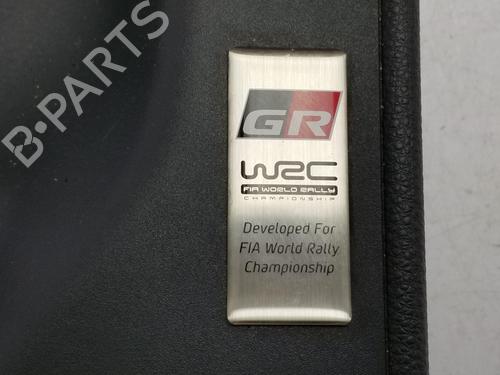 B-PARTS
GR
WRC
FIA WORLD RALLY
CHAMPIONSHIP
Developed For
FIA World Rally
Championship